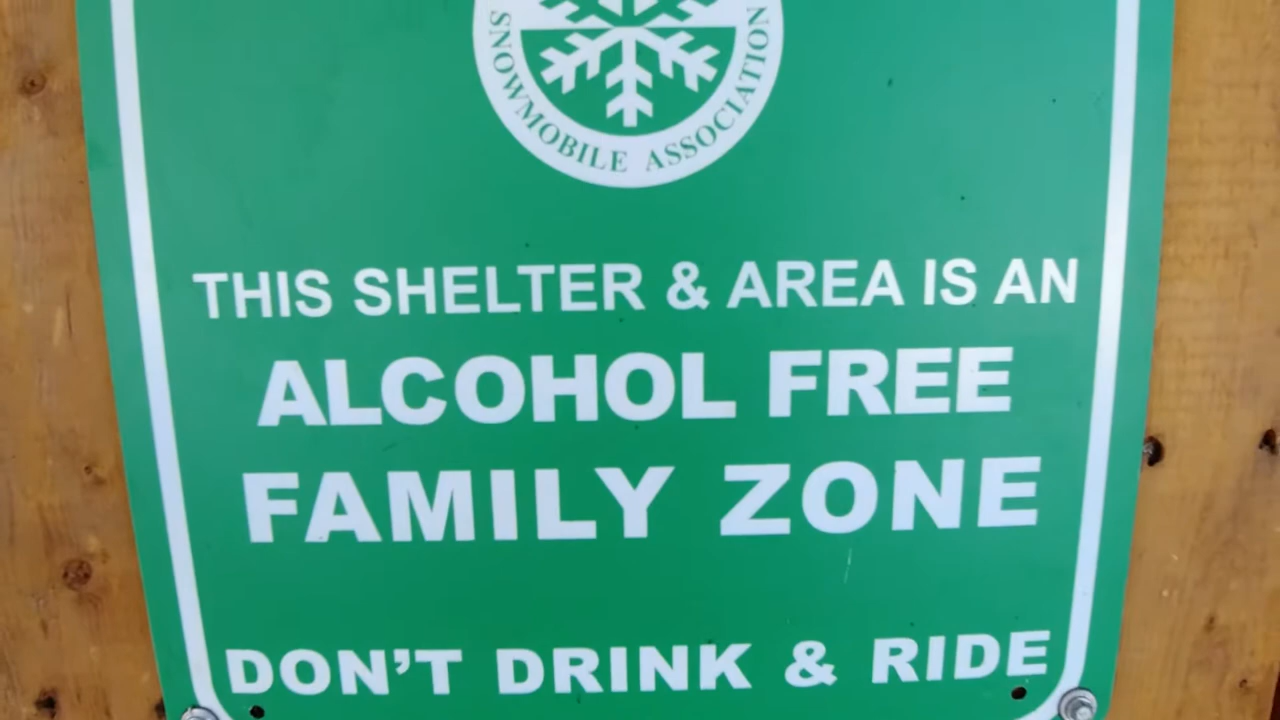 SNOWMOBILE ASSOCIATION
THIS SHELTER & AREA IS AN
ALCOHOL FREE
FAMILY ZONE
DON'T DRINK & RIDE